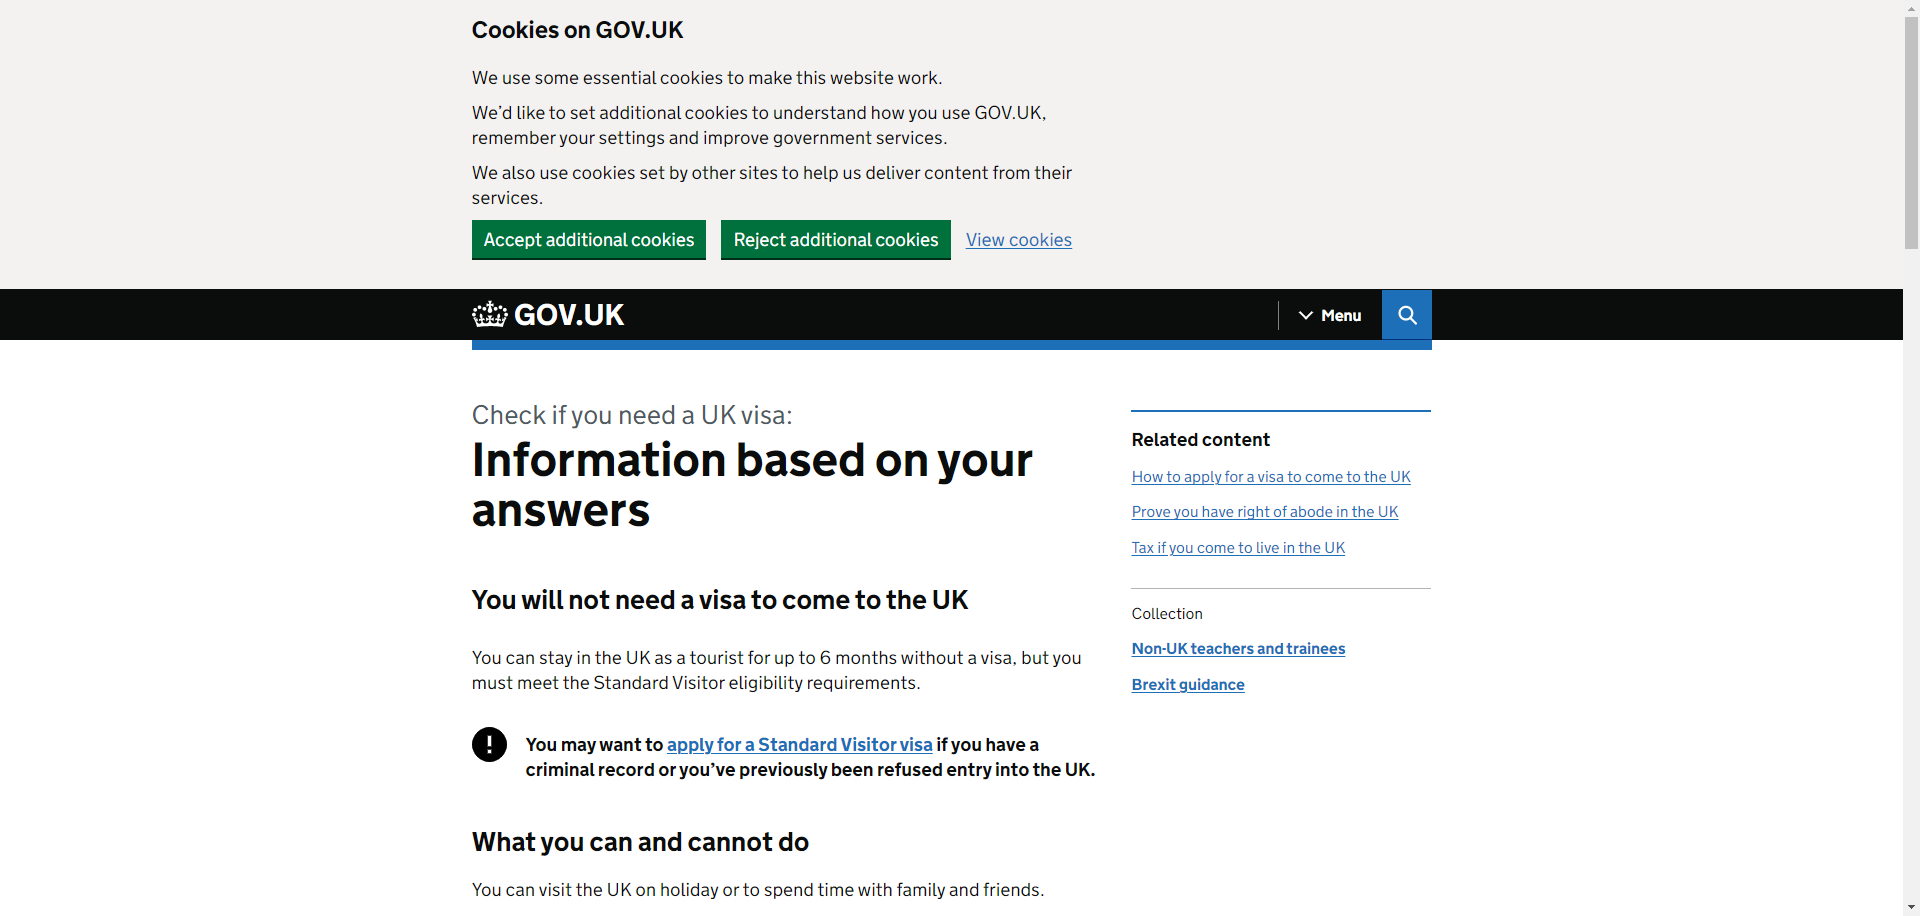 Cookies on GOV.UK
We use some essential cookies to make this website work.
We’d like to set additional cookies to understand how you use GOV.UK,
remember your settings and improve government services.
We also use cookies set by other sites to help us deliver content from their
services.
Accept additional cookies
Reject additional cookies
View cookies
GOV.UK
Menu
Check if you need a UK visa:
Information based on your
answers
You will not need a visa to come to the UK
You can stay in the UK as a tourist for up to 6 months without a visa, but you
must meet the Standard Visitor eligibility requirements.
! You may want to apply for a Standard Visitor visa if you have a
criminal record or you’ve previously been refused entry into the UK.
What you can and cannot do
You can visit the UK on holiday or to spend time with family and friends.
Related content
How to apply for a visa to come to the UK
Prove you have right of abode in the UK
Tax if you come to live in the UK
Collection
Non-UK teachers and trainees
Brexit guidance